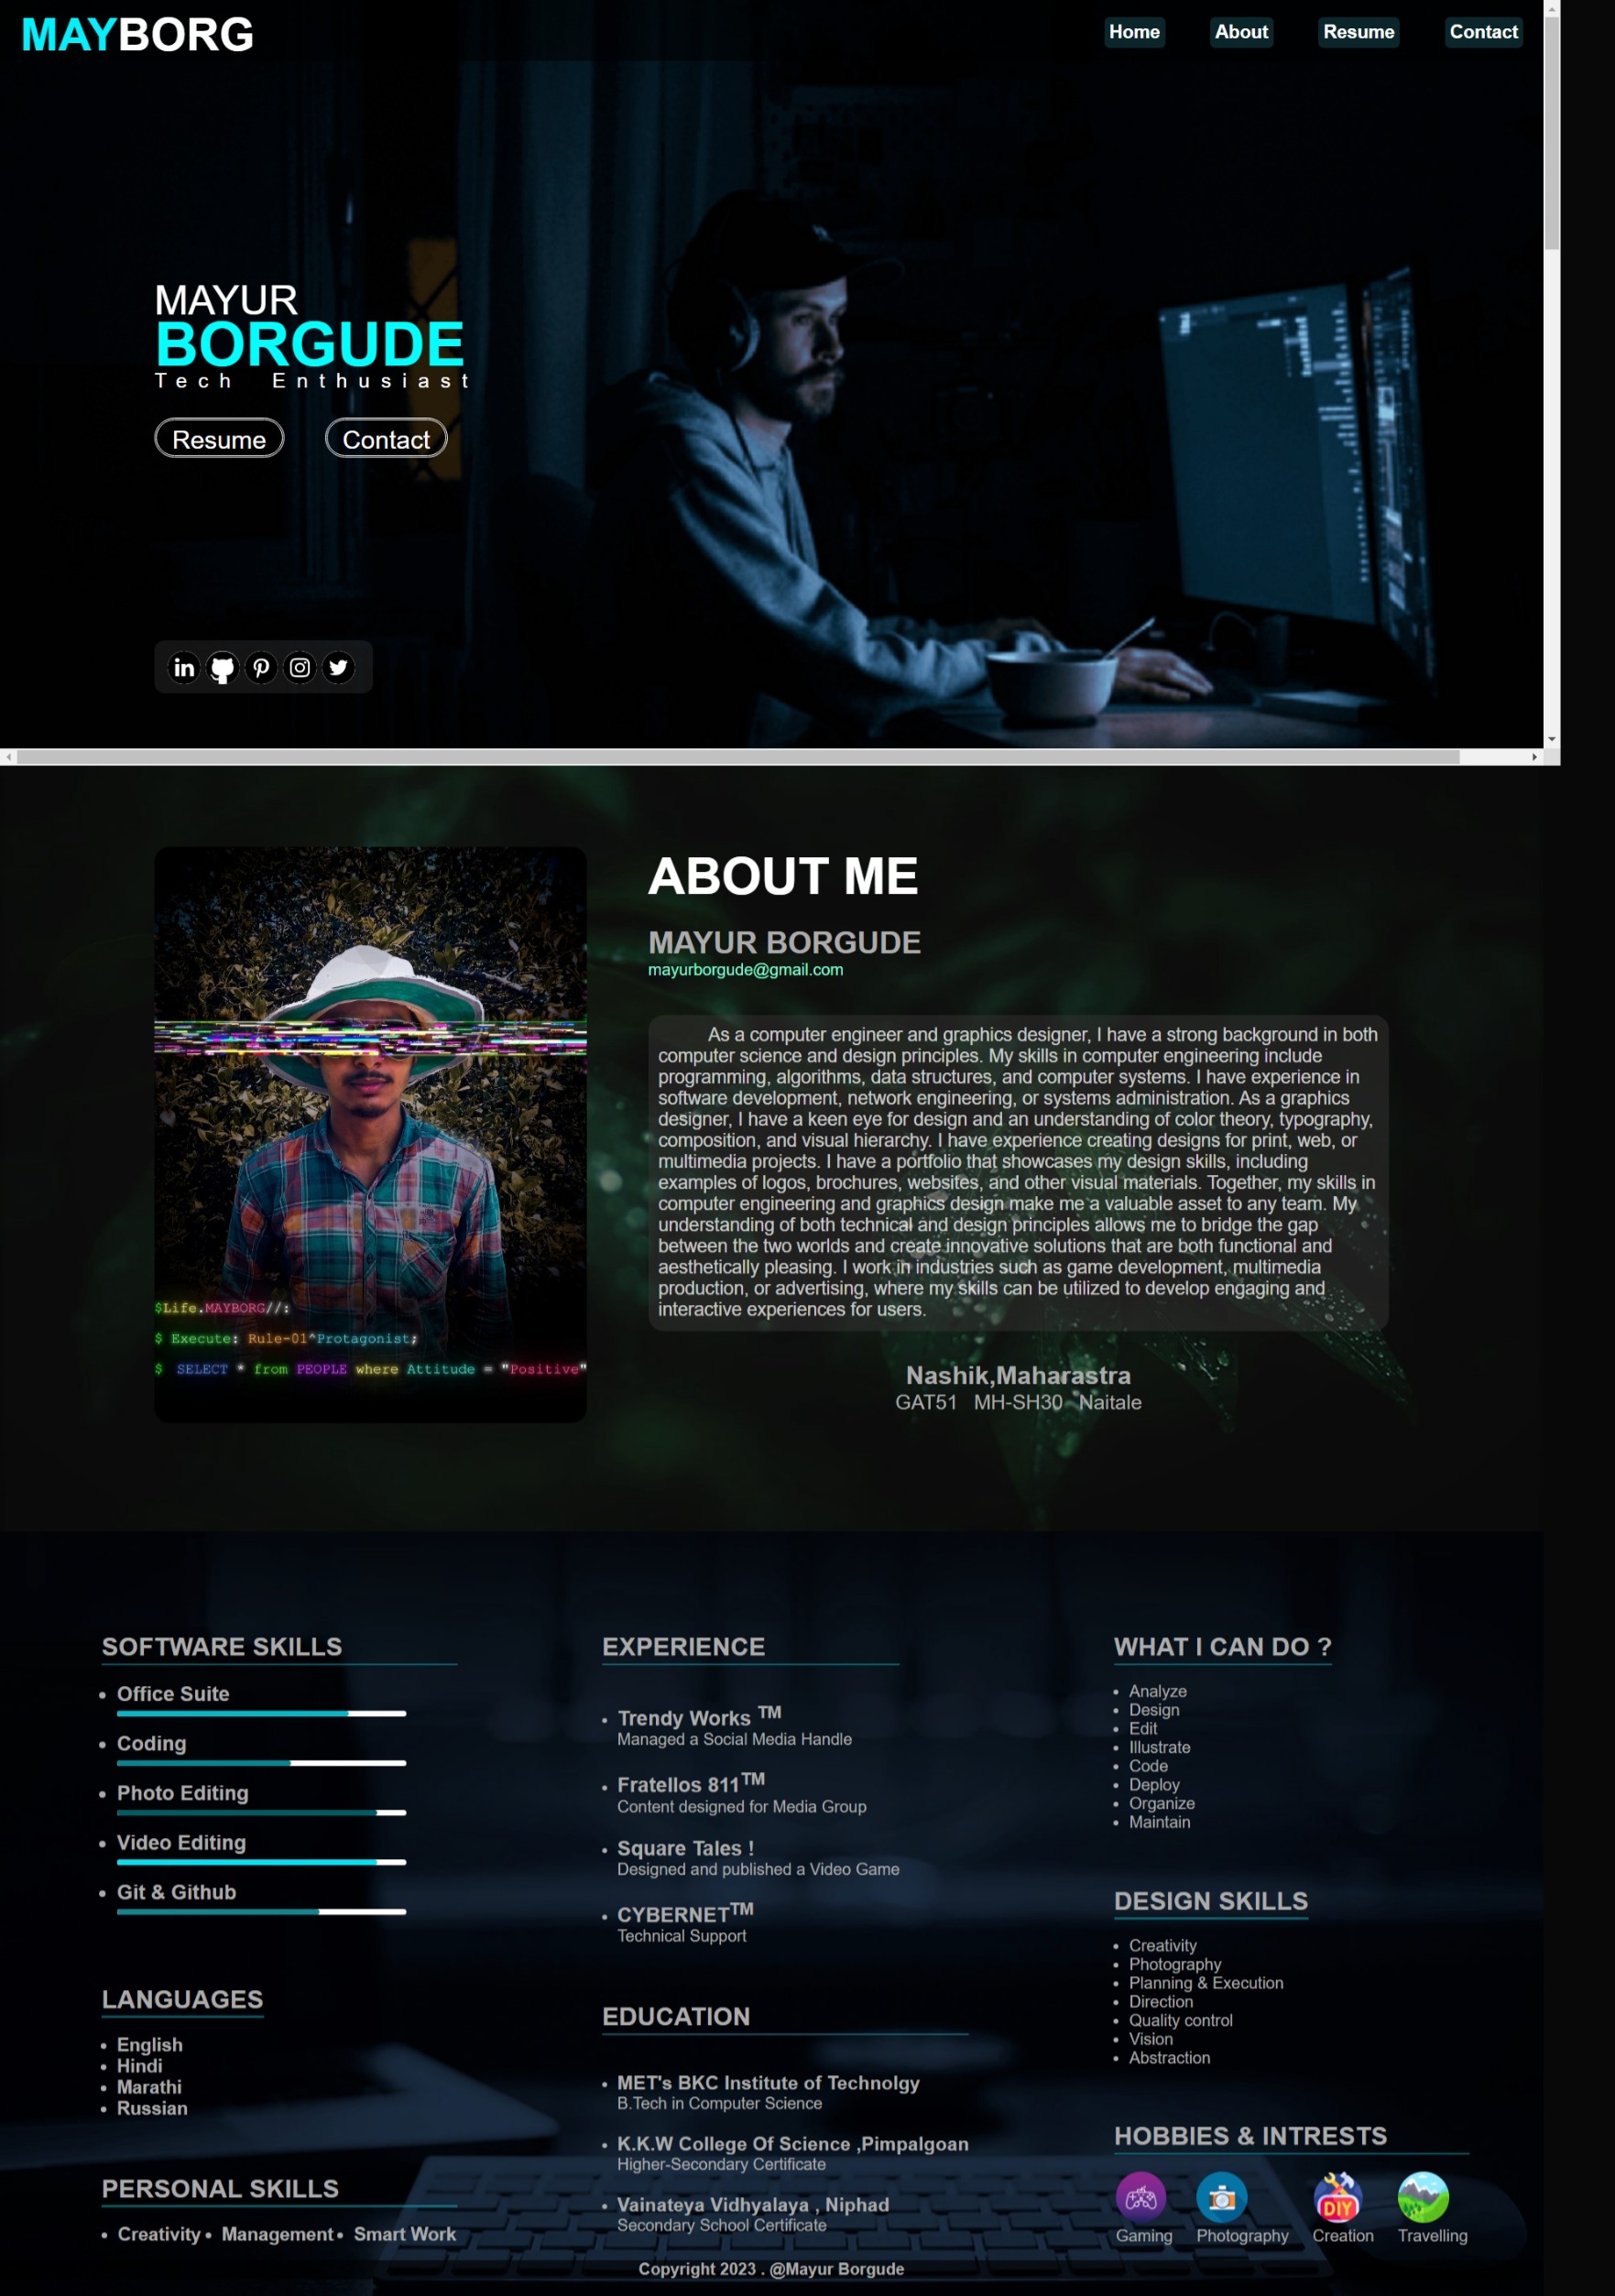 MAYBORG
Home About Resume Contact
MAYUR
BORGUDE
Tech Enthusiast
Resume Contact
ABOUT ME
MAYUR BORGUDE
mayurborgude@gmail.com
As a computer engineer and graphics designer, I have a strong background in both
computer science and design principles. My skills in computer engineering include
programming, algorithms, data structures, and computer systems. I have experience in
software development, network engineering, or systems administration. As a graphics
designer, I have a keen eye for design and an understanding of color theory, typography,
composition, and visual hierarchy. I have experience creating designs for print, web, or
multimedia projects. I have a portfolio that showcases my design skills, including
examples of logos, brochures, websites, and other visual materials. Together, my skills in
computer engineering and graphics design make me a valuable asset to any team. My
understanding of both technical and design principles allows me to bridge the gap
between the two worlds and create innovative solutions that are both functional and
aesthetically pleasing. I work in industries such as game development, multimedia
production, or advertising, where my skills can be utilized to develop engaging and
interactive experiences for users.
$Life.MAYBORG//:
$ Execute: Rule-01^Protagonist;
$ SELECT * from PEOPLE where Attitude = "Positive"
Nashik,Maharastra
GAT51 MH-SH30 Naitale
SOFTWARE SKILLS
Office Suite
Coding
Photo Editing
Video Editing
Git & Github
LANGUAGES
English
Hindi
Marathi
Russian
PERSONAL SKILLS
Creativity • Management • Smart Work
EXPERIENCE
Trendy Works TM
Managed a Social Media Handle
Fratellos 811TM
Content designed for Media Group
Square Tales !
Designed and published a Video Game
CYBERNETTM
Technical Support
EDUCATION
MET's BKC Institute of Technolgy
B.Tech in Computer Science
K.K.W College Of Science ,Pimpalgoan
Higher-Secondary Certificate
Vainateya Vidhyalaya , Niphad
Secondary School Certificate
WHAT I CAN DO ?
Analyze
Design
Edit
Illustrate
Code
Deploy
Organize
Maintain
DESIGN SKILLS
Creativity
Photography
Planning & Execution
Direction
Quality control
Vision
Abstraction
HOBBIES & INTRESTS
DIY
Gaming Photography Creation Travelling
Copyright 2023 . @Mayur Borgude